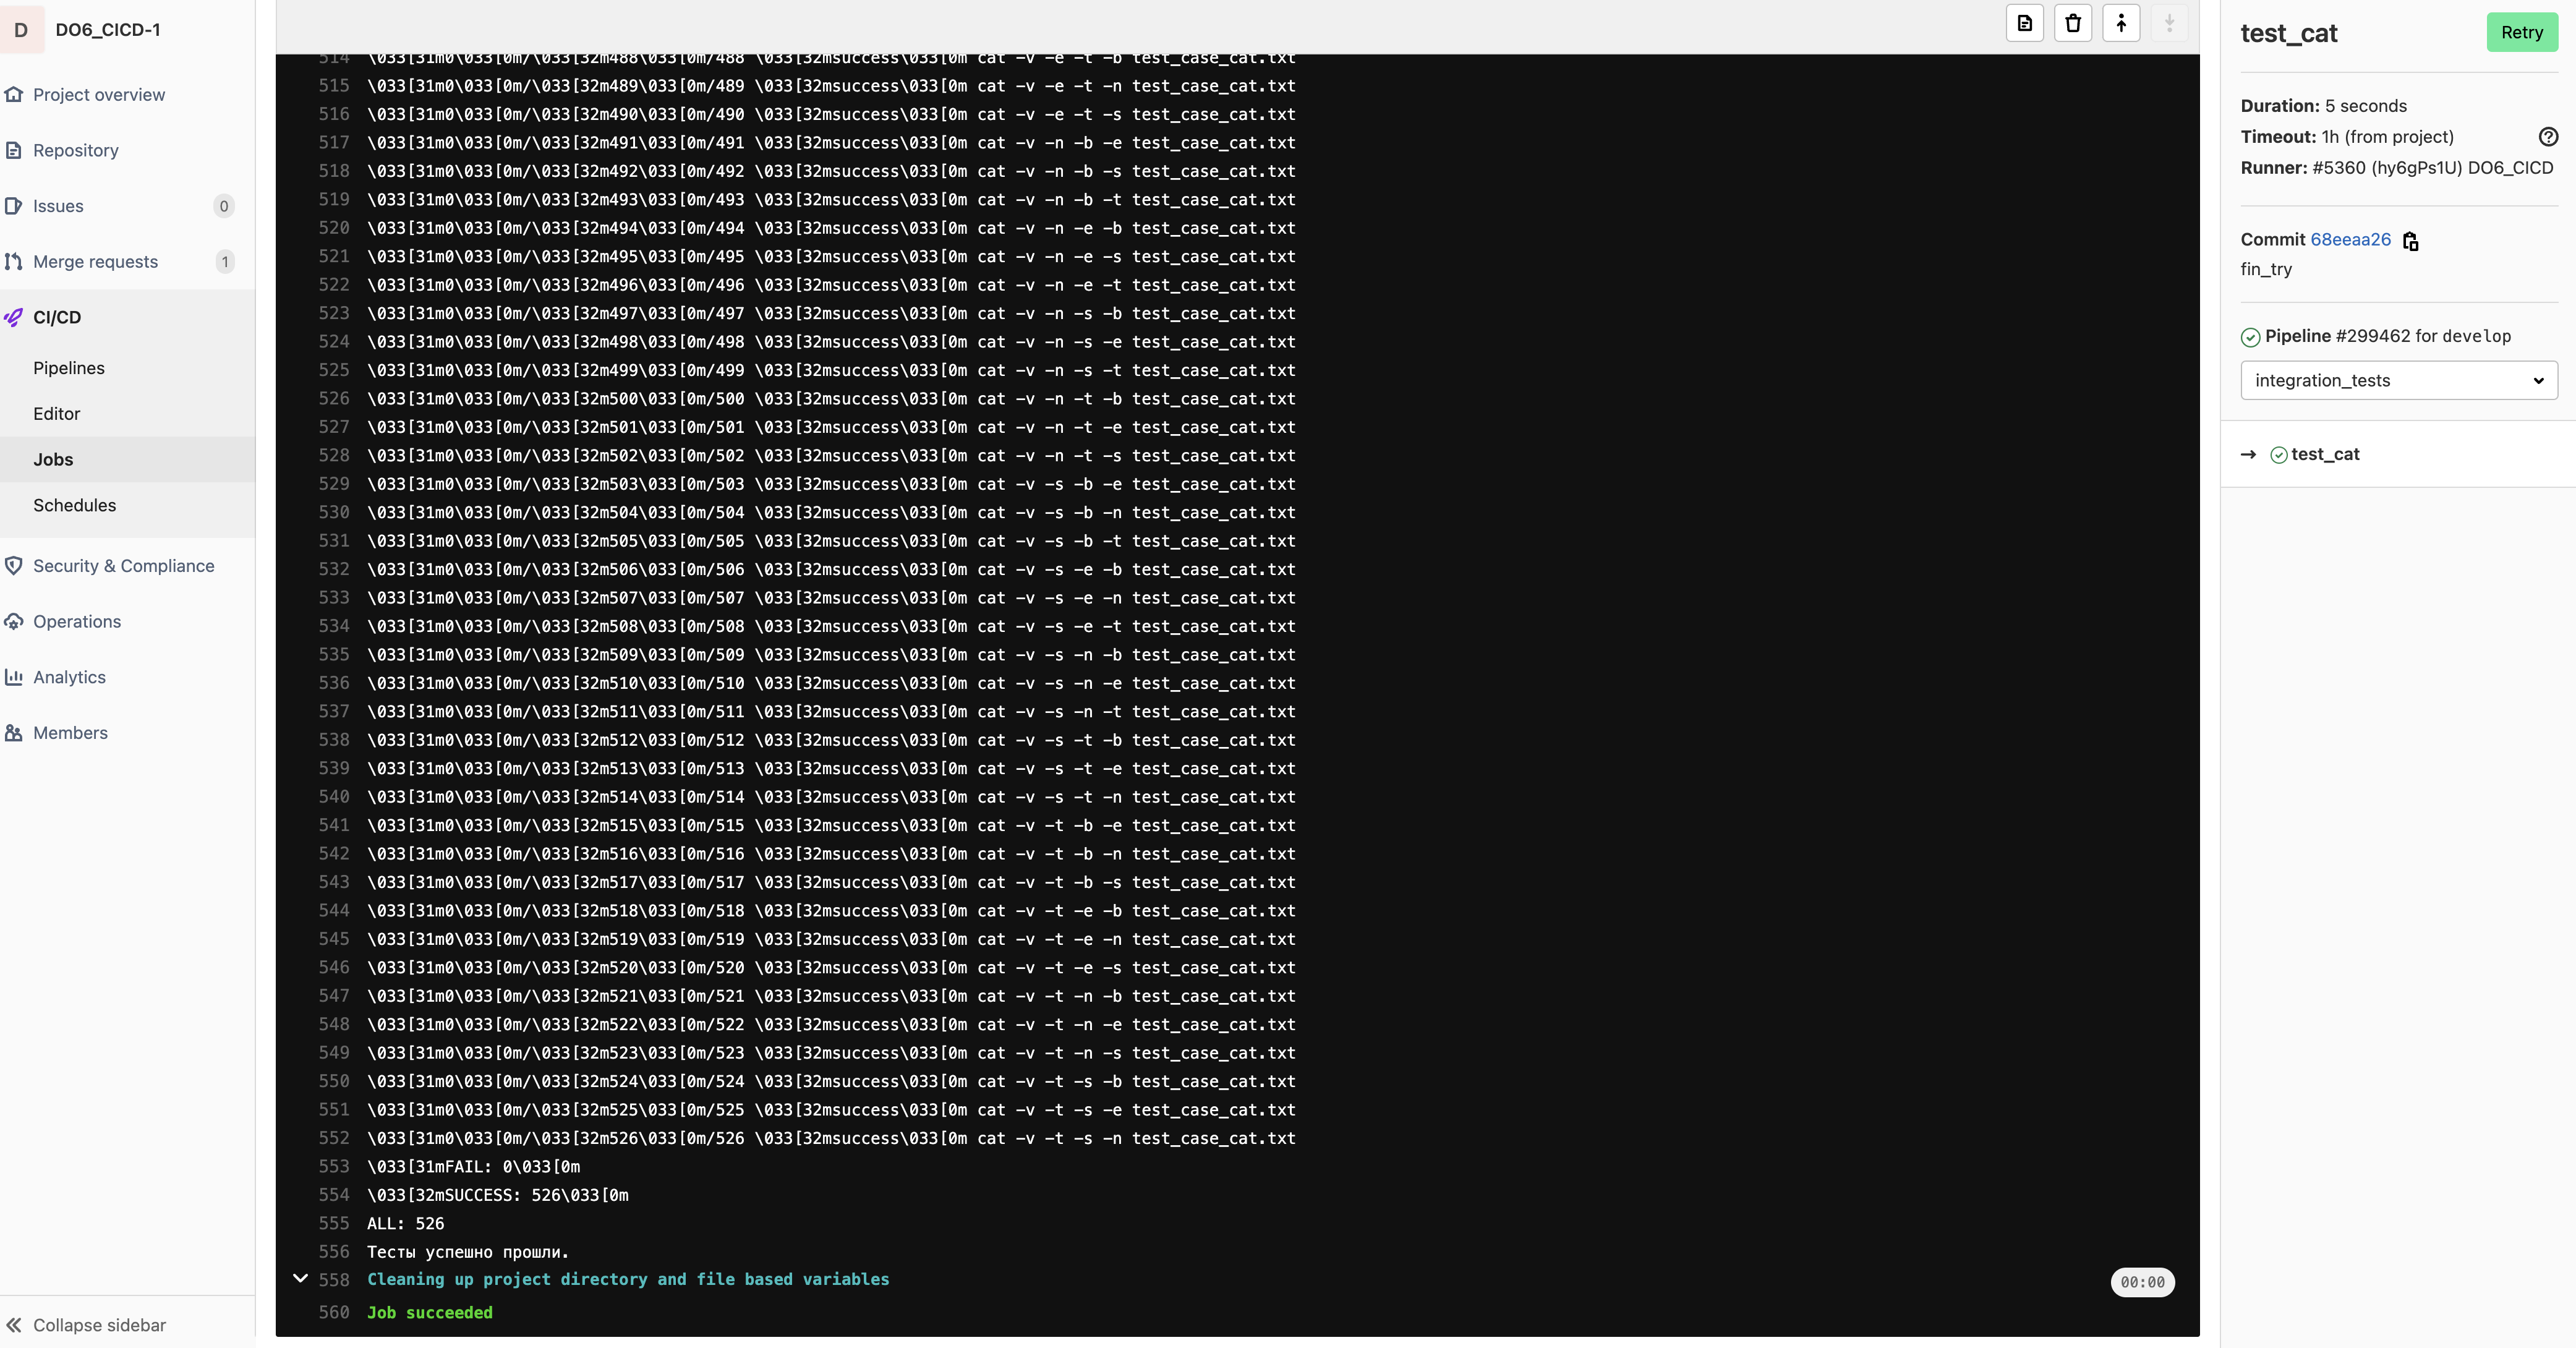 D DO6_CICD-1
Project overview
Repository
Issues 0
Merge requests 1
CI/CD
Pipelines
Editor
Jobs
Schedules
Security & Compliance
Operations
Analytics
Members
Collapse sidebar
514 \033[31m0\033[0m/\033[32m488\033[0m/488 \033[32msuccess\033[0m cat -v -e -t -b test_case_cat.txt
515 \033[31m0\033[0m/\033[32m489\033[0m/489 \033[32msuccess\033[0m cat -v -e -t -n test_case_cat.txt
516 \033[31m0\033[0m/\033[32m490\033[0m/490 \033[32msuccess\033[0m cat -v -e -t -s test_case_cat.txt
517 \033[31m0\033[0m/\033[32m491\033[0m/491 \033[32msuccess\033[0m cat -v -n -b -e test_case_cat.txt
518 \033[31m0\033[0m/\033[32m492\033[0m/492 \033[32msuccess\033[0m cat -v -n -b -s test_case_cat.txt
519 \033[31m0\033[0m/\033[32m493\033[0m/493 \033[32msuccess\033[0m cat -v -n -b -t test_case_cat.txt
520 \033[31m0\033[0m/\033[32m494\033[0m/494 \033[32msuccess\033[0m cat -v -n -e -b test_case_cat.txt
521 \033[31m0\033[0m/\033[32m495\033[0m/495 \033[32msuccess\033[0m cat -v -n -e -s test_case_cat.txt
522 \033[31m0\033[0m/\033[32m496\033[0m/496 \033[32msuccess\033[0m cat -v -n -e -t test_case_cat.txt
523 \033[31m0\033[0m/\033[32m497\033[0m/497 \033[32msuccess\033[0m cat -v -n -s -b test_case_cat.txt
524 \033[31m0\033[0m/\033[32m498\033[0m/498 \033[32msuccess\033[0m cat -v -n -s -e test_case_cat.txt
525 \033[31m0\033[0m/\033[32m499\033[0m/499 \033[32msuccess\033[0m cat -v -n -s -t test_case_cat.txt
526 \033[31m0\033[0m/\033[32m500\033[0m/500 \033[32msuccess\033[0m cat -v -n -t -b test_case_cat.txt
527 \033[31m0\033[0m/\033[32m501\033[0m/501 \033[32msuccess\033[0m cat -v -n -t -e test_case_cat.txt
528 \033[31m0\033[0m/\033[32m502\033[0m/502 \033[32msuccess\033[0m cat -v -n -t -s test_case_cat.txt
529 \033[31m0\033[0m/\033[32m503\033[0m/503 \033[32msuccess\033[0m cat -v -s -b -e test_case_cat.txt
530 \033[31m0\033[0m/\033[32m504\033[0m/504 \033[32msuccess\033[0m cat -v -s -b -n test_case_cat.txt
531 \033[31m0\033[0m/\033[32m505\033[0m/505 \033[32msuccess\033[0m cat -v -s -b -t test_case_cat.txt
532 \033[31m0\033[0m/\033[32m506\033[0m/506 \033[32msuccess\033[0m cat -v -s -e -b test_case_cat.txt
533 \033[31m0\033[0m/\033[32m507\033[0m/507 \033[32msuccess\033[0m cat -v -s -e -n test_case_cat.txt
534 \033[31m0\033[0m/\033[32m508\033[0m/508 \033[32msuccess\033[0m cat -v -s -e -t test_case_cat.txt
535 \033[31m0\033[0m/\033[32m509\033[0m/509 \033[32msuccess\033[0m cat -v -s -n -b test_case_cat.txt
536 \033[31m0\033[0m/\033[32m510\033[0m/510 \033[32msuccess\033[0m cat -v -s -n -e test_case_cat.txt
537 \033[31m0\033[0m/\033[32m511\033[0m/511 \033[32msuccess\033[0m cat -v -s -n -t test_case_cat.txt
538 \033[31m0\033[0m/\033[32m512\033[0m/512 \033[32msuccess\033[0m cat -v -s -t -b test_case_cat.txt
539 \033[31m0\033[0m/\033[32m513\033[0m/513 \033[32msuccess\033[0m cat -v -s -t -e test_case_cat.txt
540 \033[31m0\033[0m/\033[32m514\033[0m/514 \033[32msuccess\033[0m cat -v -s -t -n test_case_cat.txt
541 \033[31m0\033[0m/\033[32m515\033[0m/515 \033[32msuccess\033[0m cat -v -t -b -e test_case_cat.txt
542 \033[31m0\033[0m/\033[32m516\033[0m/516 \033[32msuccess\033[0m cat -v -t -b -n test_case_cat.txt
543 \033[31m0\033[0m/\033[32m517\033[0m/517 \033[32msuccess\033[0m cat -v -t -b -s test_case_cat.txt
544 \033[31m0\033[0m/\033[32m518\033[0m/518 \033[32msuccess\033[0m cat -v -t -e -b test_case_cat.txt
545 \033[31m0\033[0m/\033[32m519\033[0m/519 \033[32msuccess\033[0m cat -v -t -e -n test_case_cat.txt
546 \033[31m0\033[0m/\033[32m520\033[0m/520 \033[32msuccess\033[0m cat -v -t -e -s test_case_cat.txt
547 \033[31m0\033[0m/\033[32m521\033[0m/521 \033[32msuccess\033[0m cat -v -t -n -b test_case_cat.txt
548 \033[31m0\033[0m/\033[32m522\033[0m/522 \033[32msuccess\033[0m cat -v -t -n -e test_case_cat.txt
549 \033[31m0\033[0m/\033[32m523\033[0m/523 \033[32msuccess\033[0m cat -v -t -n -s test_case_cat.txt
550 \033[31m0\033[0m/\033[32m524\033[0m/524 \033[32msuccess\033[0m cat -v -t -s -b test_case_cat.txt
551 \033[31m0\033[0m/\033[32m525\033[0m/525 \033[32msuccess\033[0m cat -v -t -s -e test_case_cat.txt
552 \033[31m0\033[0m/\033[32m526\033[0m/526 \033[32msuccess\033[0m cat -v -t -s -n test_case_cat.txt
553 \033[31mFAIL: 0\033[0m
554 \033[32mSUCCESS: 526\033[0m
555 ALL: 526
556 Тесты успешно прошли.
558 Cleaning up project directory and file based variables 00:00
560 Job succeeded
test_cat Retry
Duration: 5 seconds
Timeout: 1h (from project)
Runner: #5360 (hy6gPs1U) DO6_CICD
Commit 68eeaa26
fin_try
Pipeline #299462 for develop
integration_tests
→ test_cat